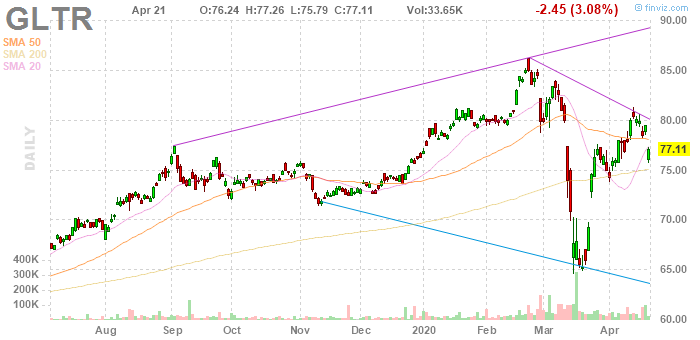 GLTR
Apr 21 O:76.24 H:77.26 L:75.79 C:77.11 Vol:33.65K -2.45 (3.08%) © finviz.com
SMA 50
SMA 200
SMA 20
DAILY
90.00
85.00
80.00
77.11
75.00
70.00
65.00
60.00
400K
300K
200K
100K
Aug Sep Oct Nov Dec 2020 Feb Mar Apr